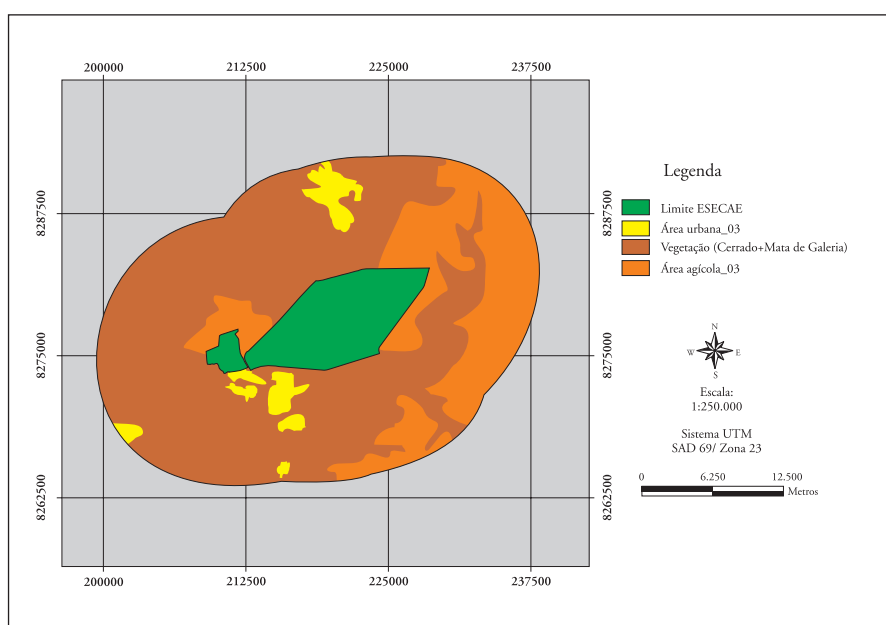 200000 212500 225000 237500
8287500 8287500
8275000 8275000
8262500 8262500
200000 212500 225000 237500
Legenda
Limite ESECAE
Área urbana_03
Vegetação (Cerrado+Mata de Galeria)
Área agícola_03
N
W E
S
Escala:
1:250.000
Sistema UTM
SAD 69/ Zona 23
0 6.250 12.500
Metros